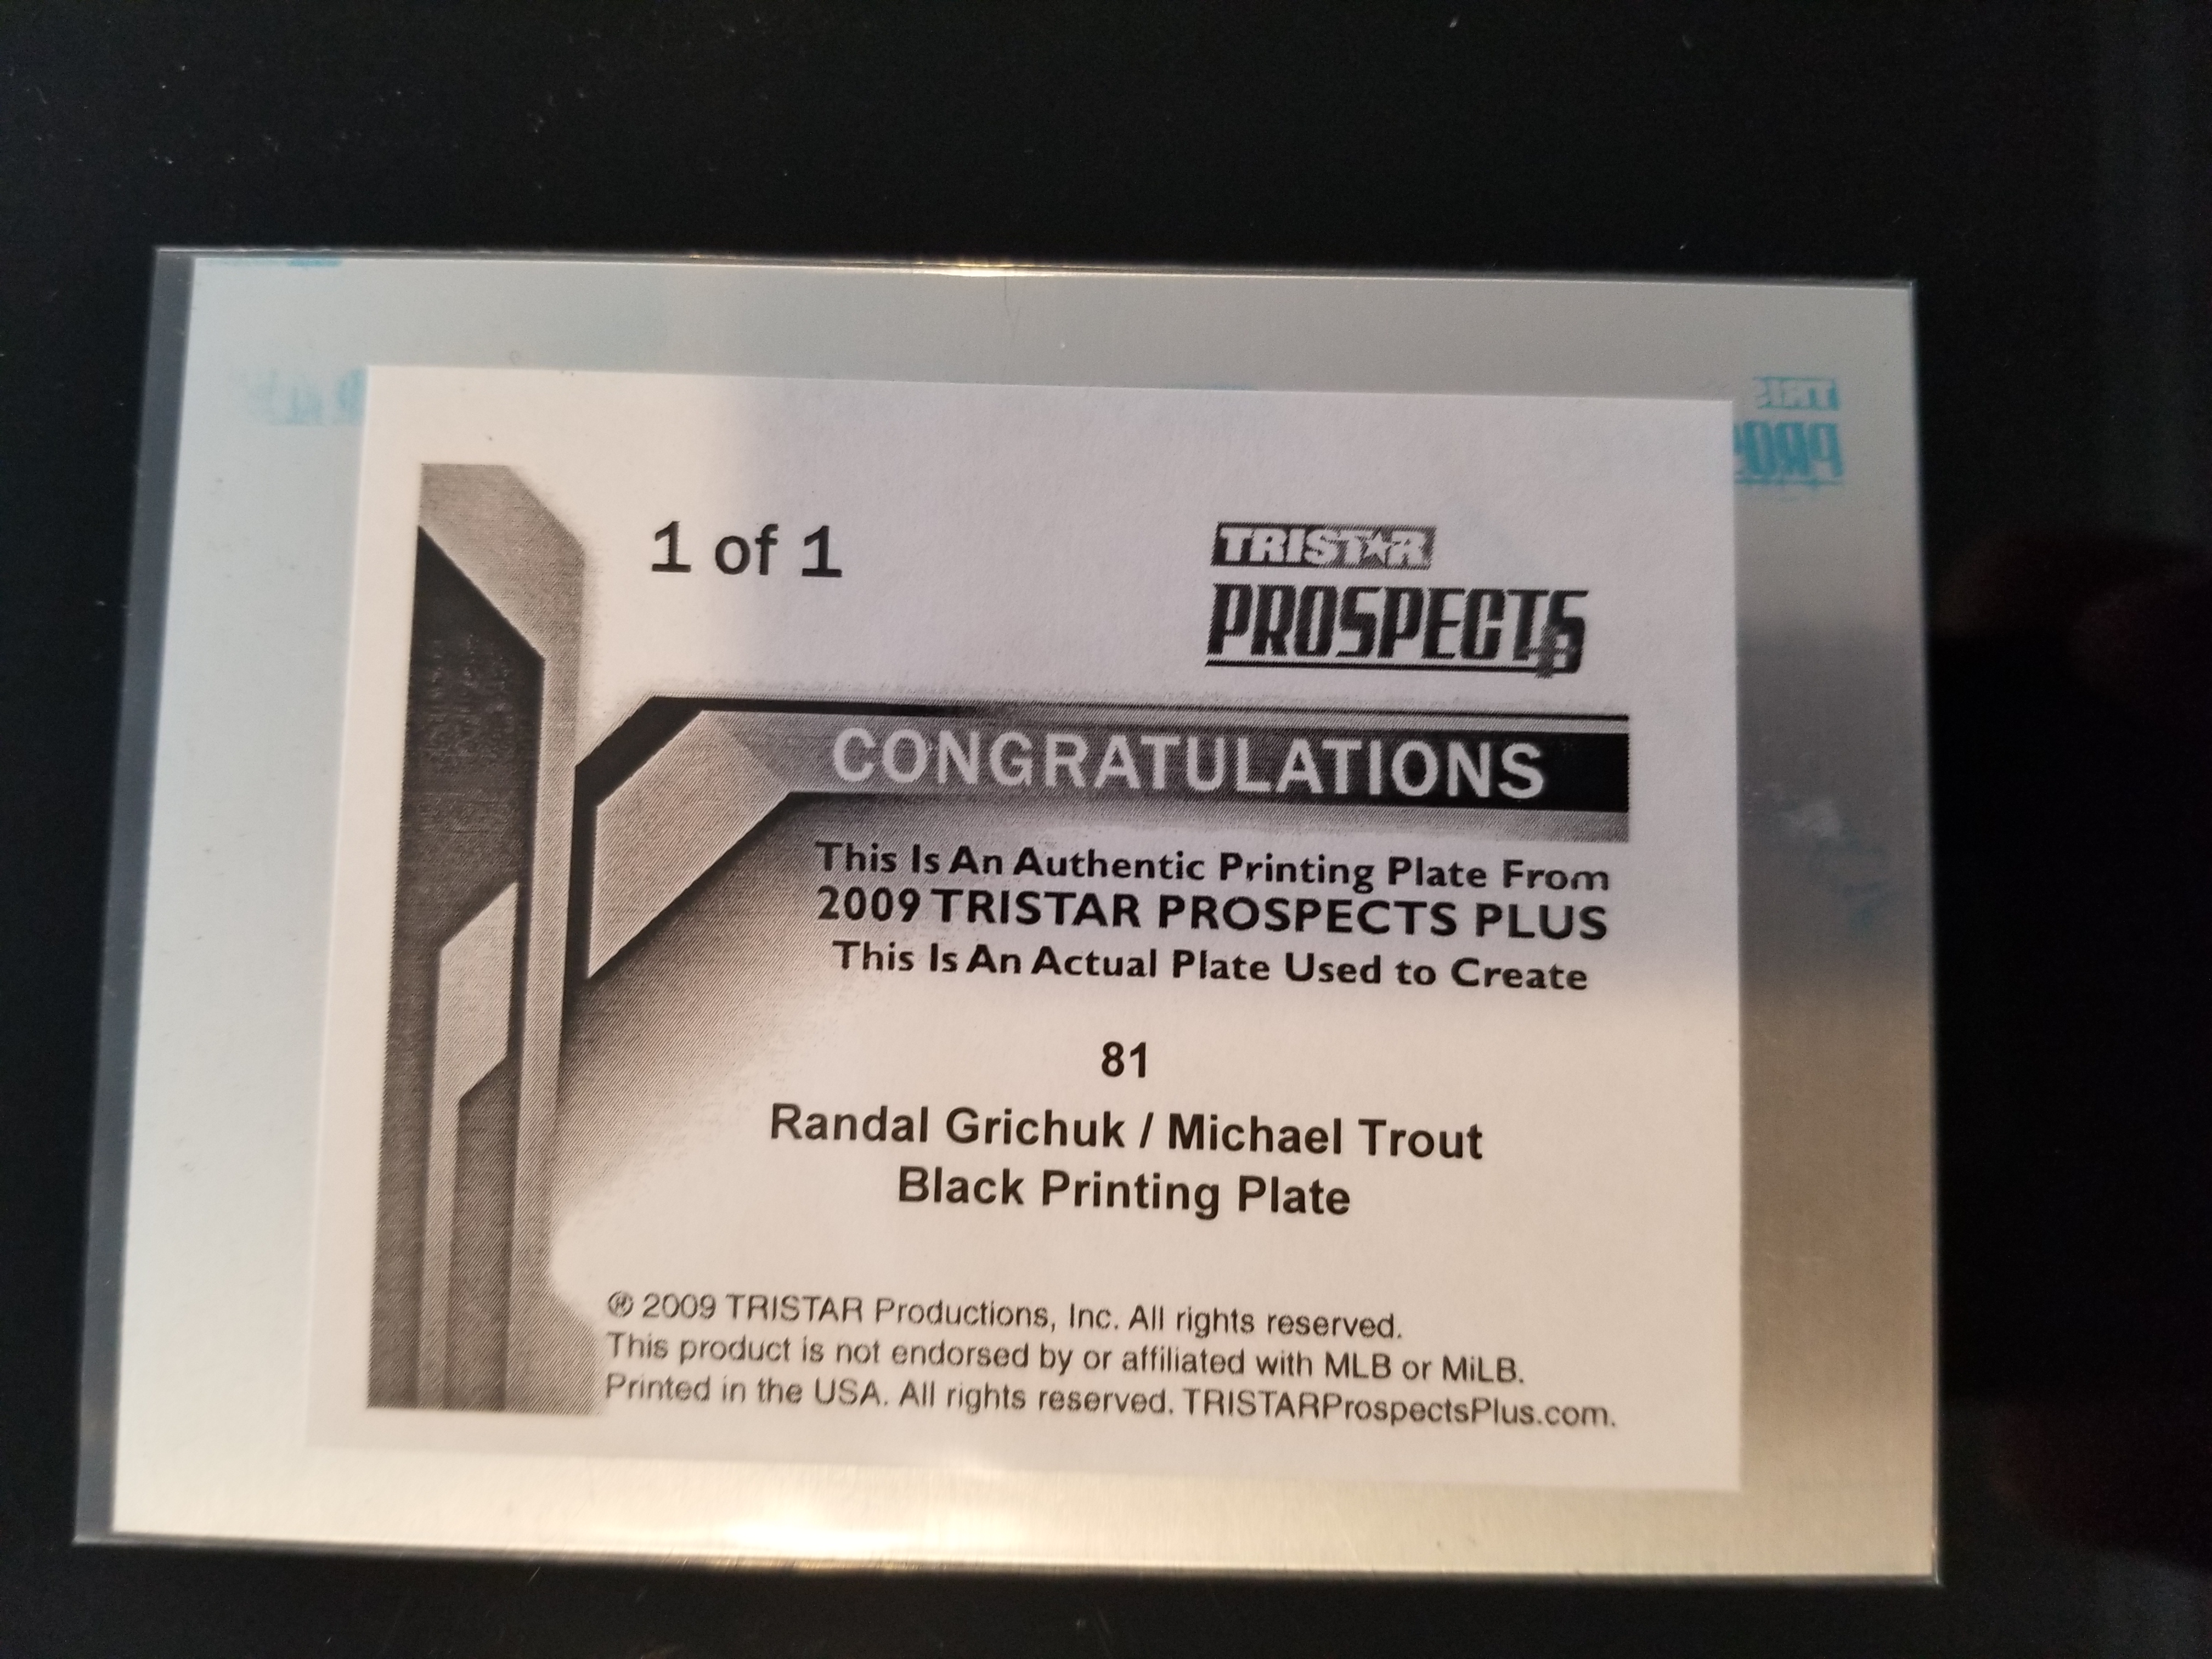 1 of 1
TRISTAR
PROSPECTS
CONGRATULATIONS
This Is An Authentic Printing Plate From
2009 TRISTAR PROSPECTS PLUS
This Is An Actual Plate Used to Create
81
Randal Grichuk / Michael Trout
Black Printing Plate
® 2009 TRISTAR Productions, Inc. All rights reserved.
This product is not endorsed by or affiliated with MLB or MiLB.
Printed in the USA. All rights reserved. TRISTARProspectsPlus.com.
TRIS
PROS